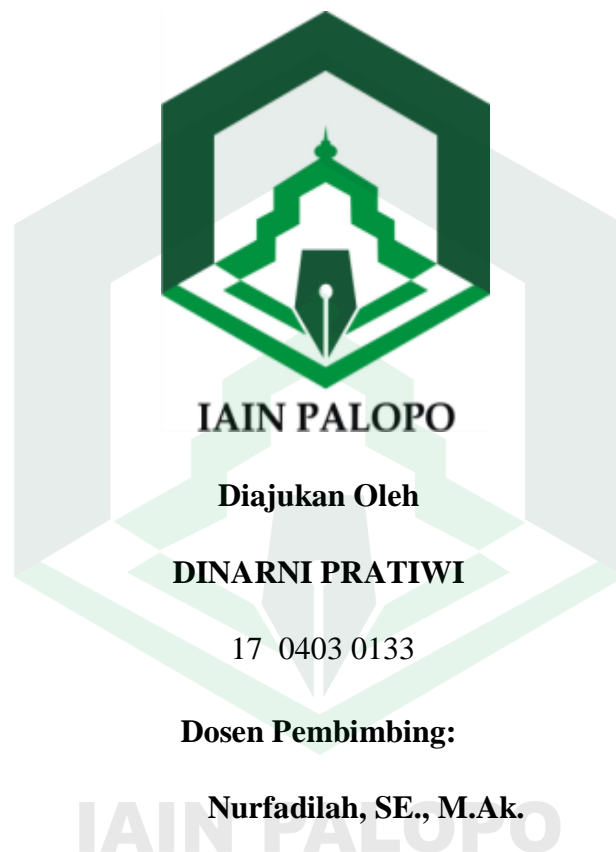 IAIN PALOPO
Diajukan Oleh
DINARNI PRATIWI
17 0403 0133
Dosen Pembimbing:
Nurfadilah, SE., M.Ak.
IAIN PALOPO